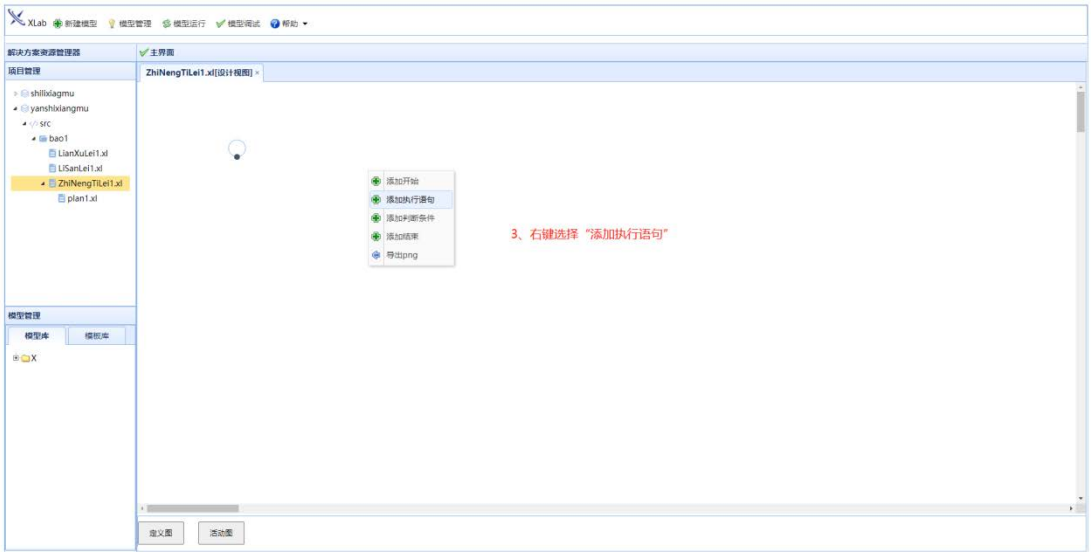 XLab 新建模型 模型管理 模型运行 模型调试 帮助
解决方案资源管理器
主界面
项目管理
ZhiNengTiLei1.xl[设计视图] ×
shilixiagmu
yanshixiangmu
src
bao1
LianXuLei1.xl
LISanLei1.xl
ZhiNengTiLei1.xl
plan1.xl
添加开始
添加执行语句
添加判断条件
添加结束
导出png
3、右键选择“添加执行语句”
模型管理
模型库 模板库
X
定义图 活动图